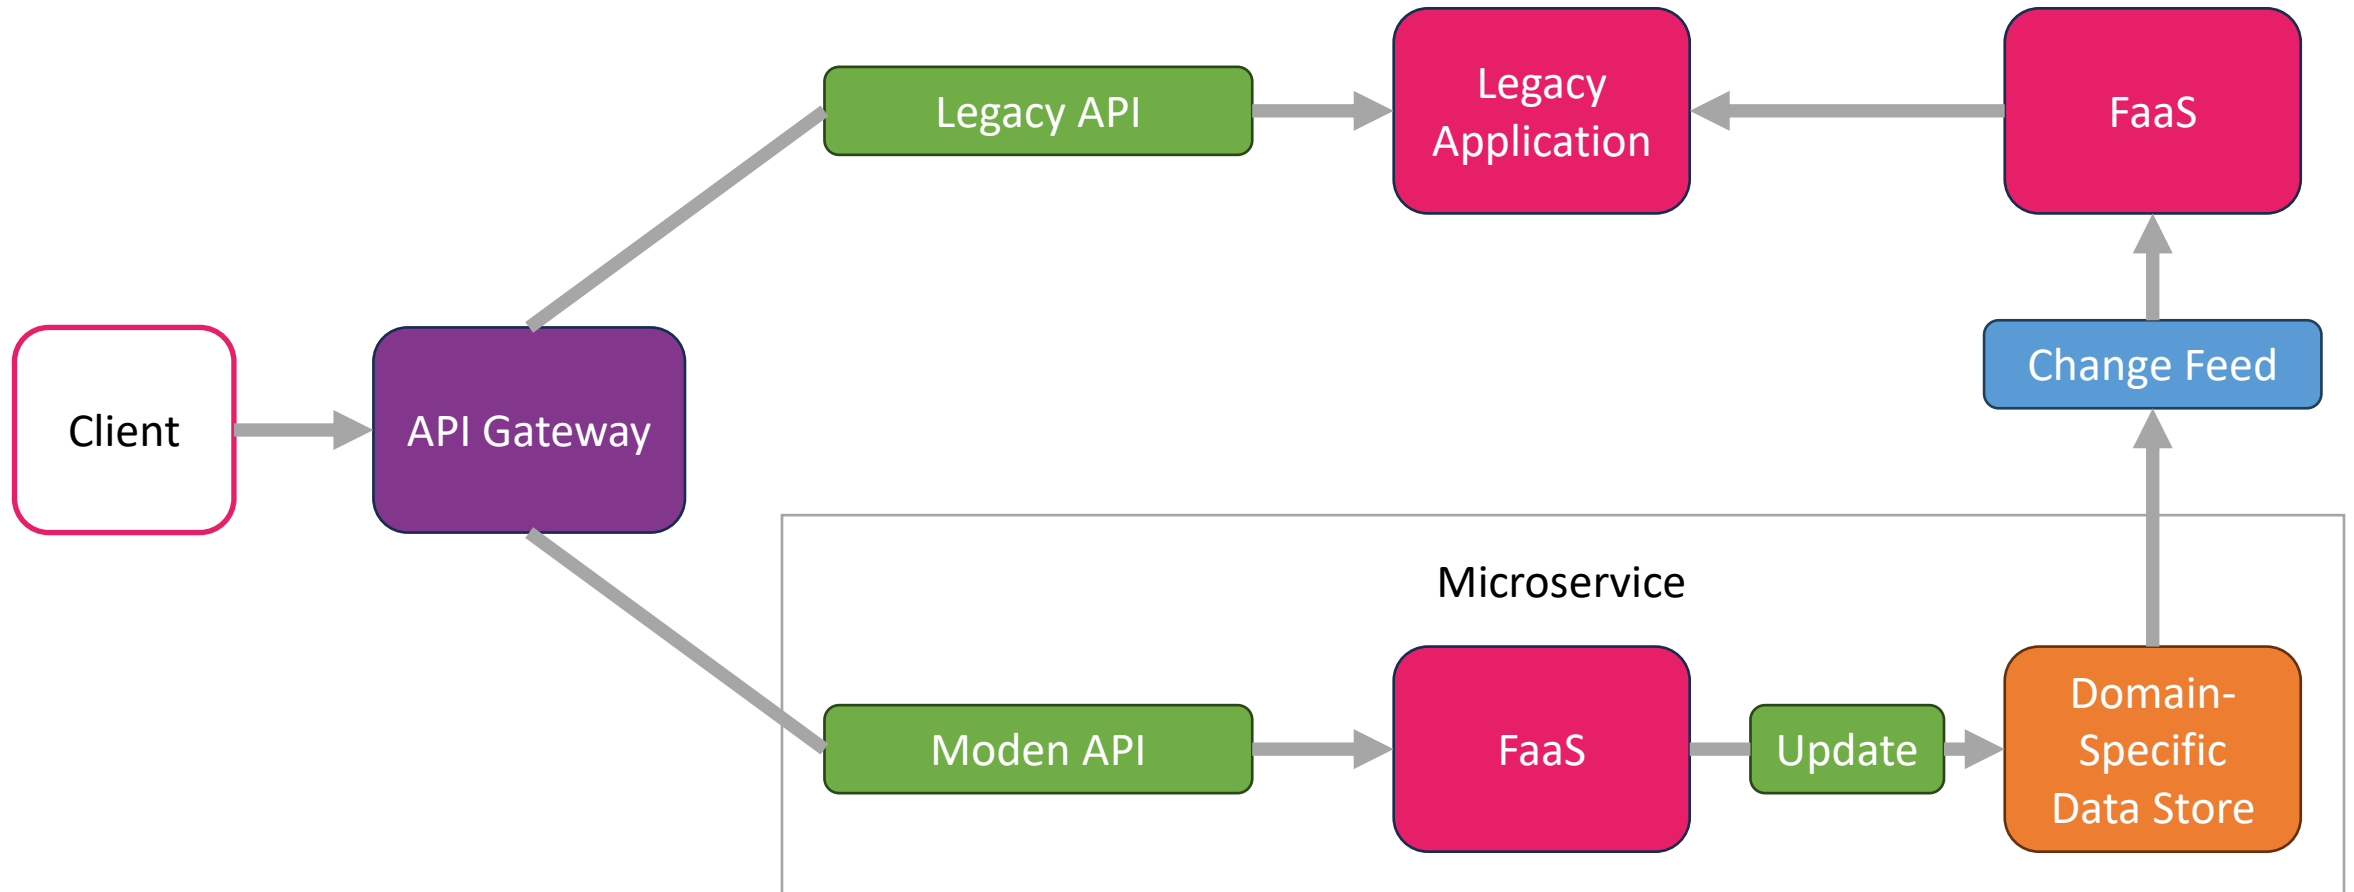 Legacy API
Legacy
Application
FaaS
Change Feed
Client
API Gateway
Microservice
Moden API
FaaS
Update
Domain-
Specific
Data Store